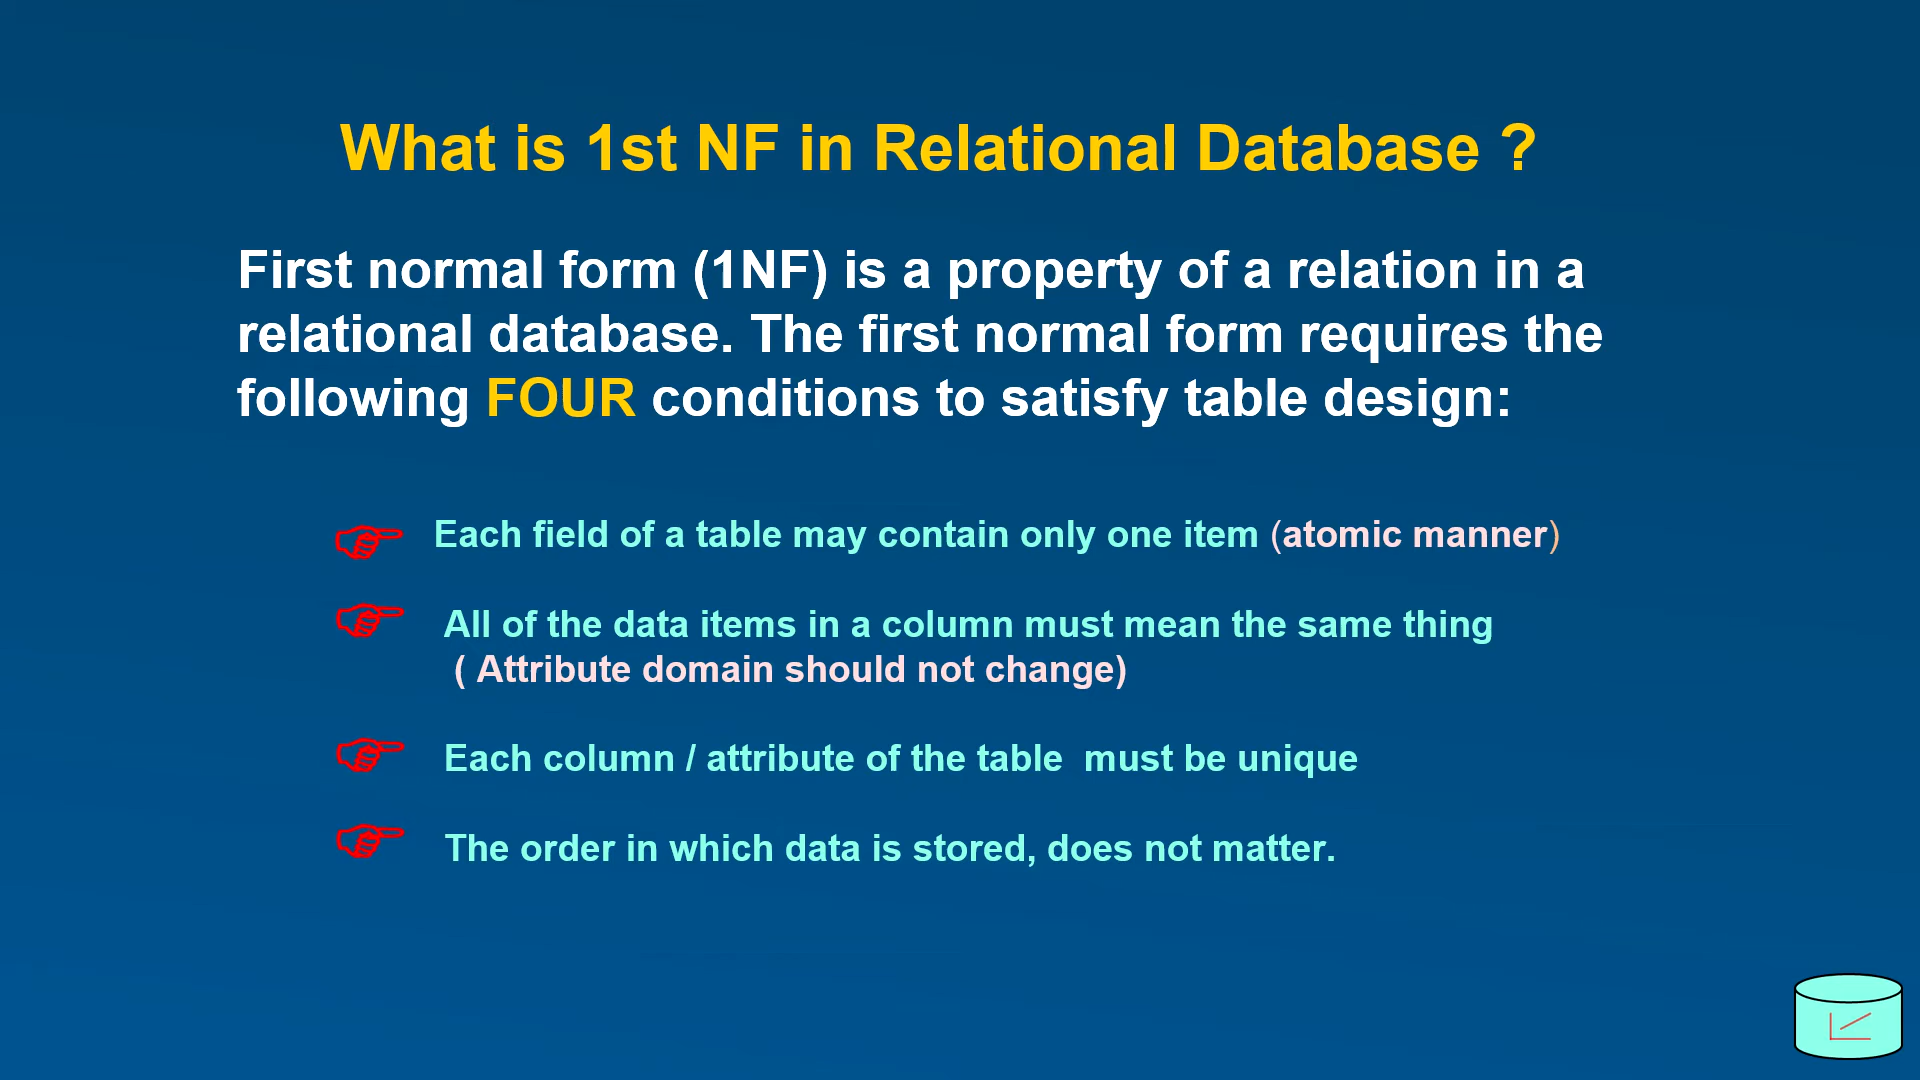 What is 1st NF in Relational Database ?
First normal form (1NF) is a property of a relation in a
relational database. The first normal form requires the
following FOUR conditions to satisfy table design:
Each field of a table may contain only one item (atomic manner)
All of the data items in a column must mean the same thing
( Attribute domain should not change)
Each column / attribute of the table  must be unique
The order in which data is stored, does not matter.